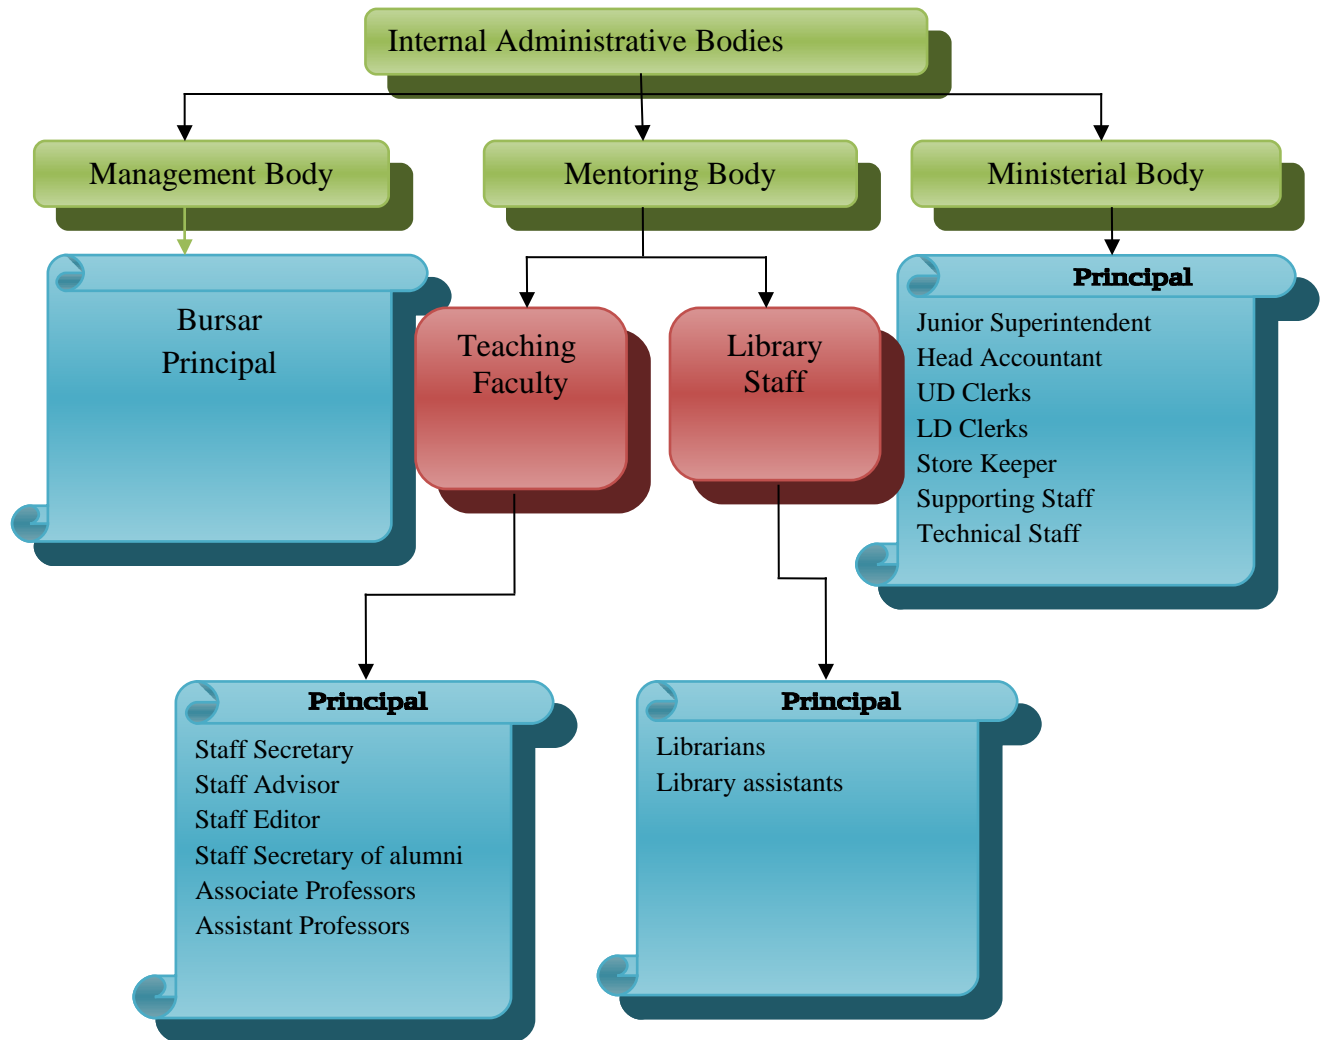 Internal Administrative Bodies
Management Body
Mentoring Body
Ministerial Body
Bursar
Principal
Teaching
Faculty
Library
Staff
Principal
Junior Superintendent
Head Accountant
UD Clerks
LD Clerks
Store Keeper
Supporting Staff
Technical Staff
Principal
Staff Secretary
Staff Advisor
Staff Editor
Staff Secretary of alumni
Associate Professors
Assistant Professors
Principal
Librarians
Library assistants